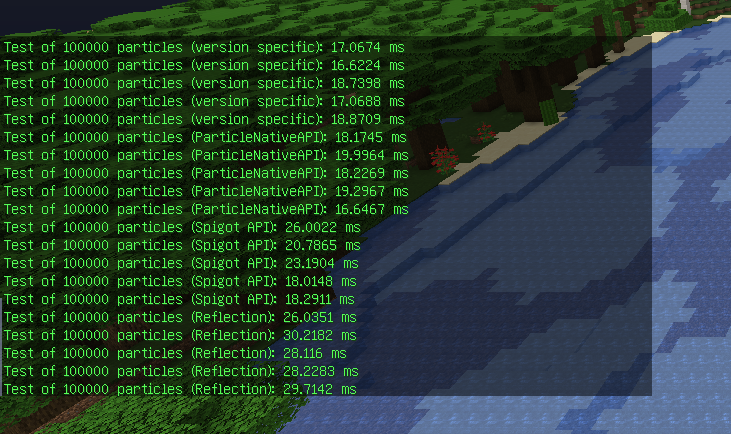 Test of 100000 particles (version specific): 17.0674 ms
Test of 100000 particles (version specific): 16.6224 ms
Test of 100000 particles (version specific): 18.7398 ms
Test of 100000 particles (version specific): 17.0688 ms
Test of 100000 particles (version specific): 18.8709 ms
Test of 100000 particles (ParticleNativeAPI): 18.1745 ms
Test of 100000 particles (ParticleNativeAPI): 19.9964 ms
Test of 100000 particles (ParticleNativeAPI): 18.2269 ms
Test of 100000 particles (ParticleNativeAPI): 19.2967 ms
Test of 100000 particles (ParticleNativeAPI): 16.6467 ms
Test of 100000 particles (Spigot API): 26.0022 ms
Test of 100000 particles (Spigot API): 20.7865 ms
Test of 100000 particles (Spigot API): 23.1904 ms
Test of 100000 particles (Spigot API): 18.0148 ms
Test of 100000 particles (Spigot API): 18.2911 ms
Test of 100000 particles (Reflection): 26.0351 ms
Test of 100000 particles (Reflection): 30.2182 ms
Test of 100000 particles (Reflection): 28.116 ms
Test of 100000 particles (Reflection): 28.2283 ms
Test of 100000 particles (Reflection): 29.7142 ms